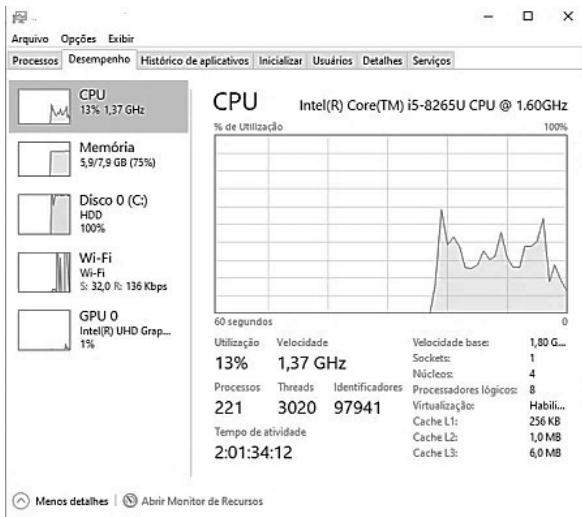 Arquivo Opções Exibir
Processos Desempenho Histórico de aplicativos Inicializar Usuários Detalhes Serviços
CPU
13% 1,37 GHz
Memória
5,9/7,9 GB (75%)
Disco 0 (C:)
HDD
100%
Wi-Fi
Wi-Fi
S: 32,0 R: 136 Kbps
GPU 0
Intel(R) UHD Grap...
1%
CPU Intel(R) Core(TM) i5-8265U CPU @ 1.60GHz
% de Utilização 100%
60 segundos 0
Utilização Velocidade
13% 1,37 GHz
Processos Threads Identificadores
221 3020 97941
Tempo de atividade
2:01:34:12
Velocidade base: 1,80 G...
Sockets: 1
Núcleos: 4
Processadores lógicos: 8
Virtualização: Habili...
Cache L1: 256 KB
Cache L2: 1,0 MB
Cache L3: 6,0 MB
Menos detalhes | Abrir Monitor de Recursos